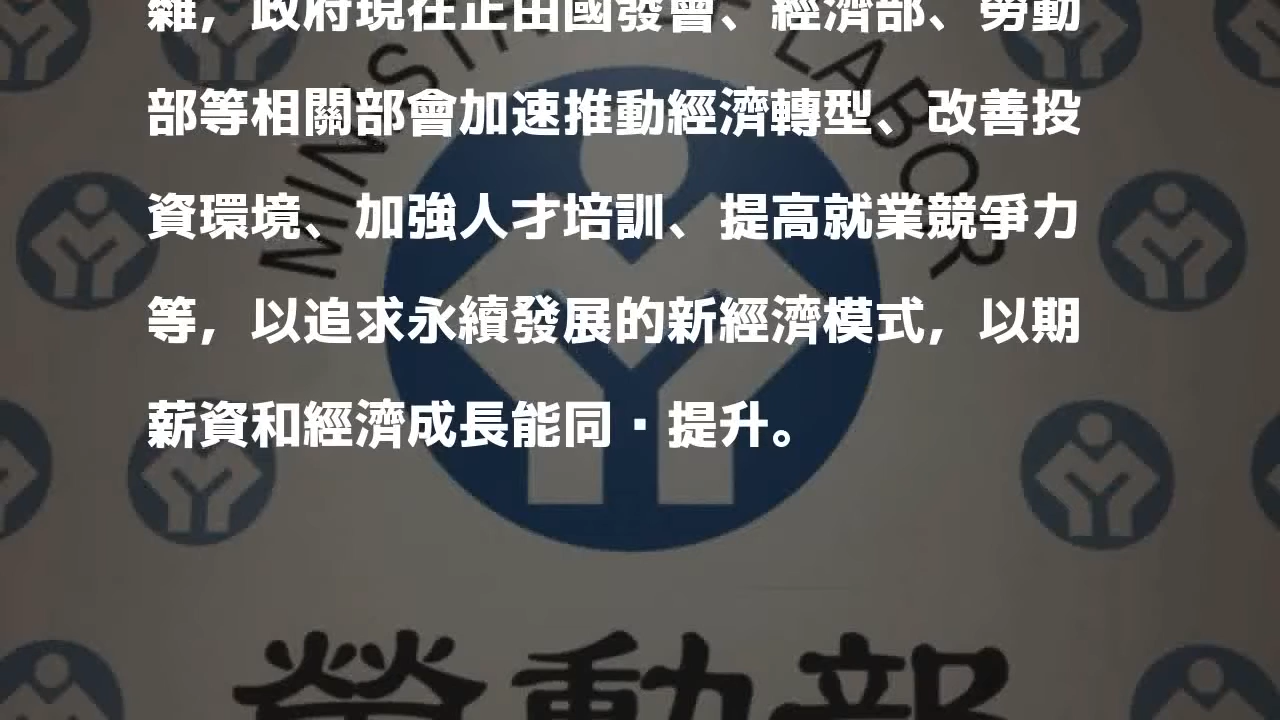 雜，政府現在正由國發會、經濟部、勞動
部等相關部會加速推動經濟轉型、改善投
資環境、加強人才培訓、提高就業競爭力
等，以追求永續發展的新經濟模式，以期
薪資和經濟成長能同·提升。
MINISTRY LABOR
勞動部